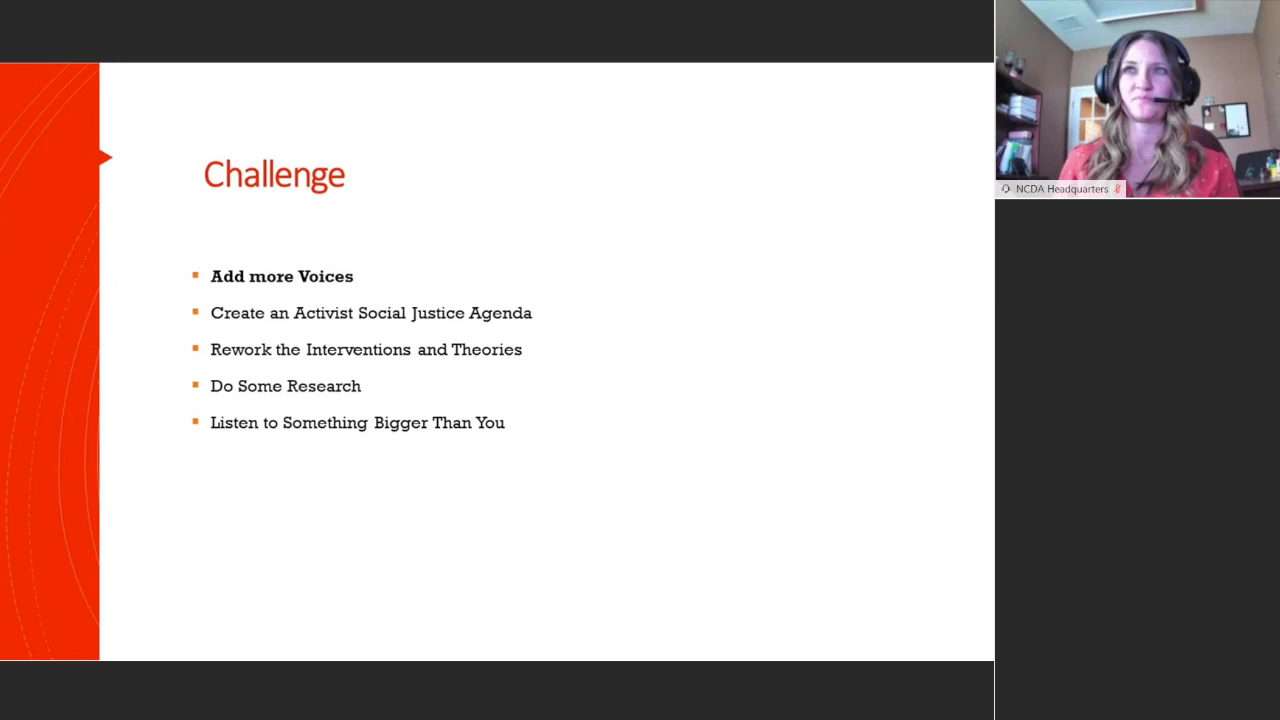 Challenge
Add more Voices
Create an Activist Social Justice Agenda
Rework the Interventions and Theories
Do Some Research
Listen to Something Bigger Than You
NCDA Headquarters